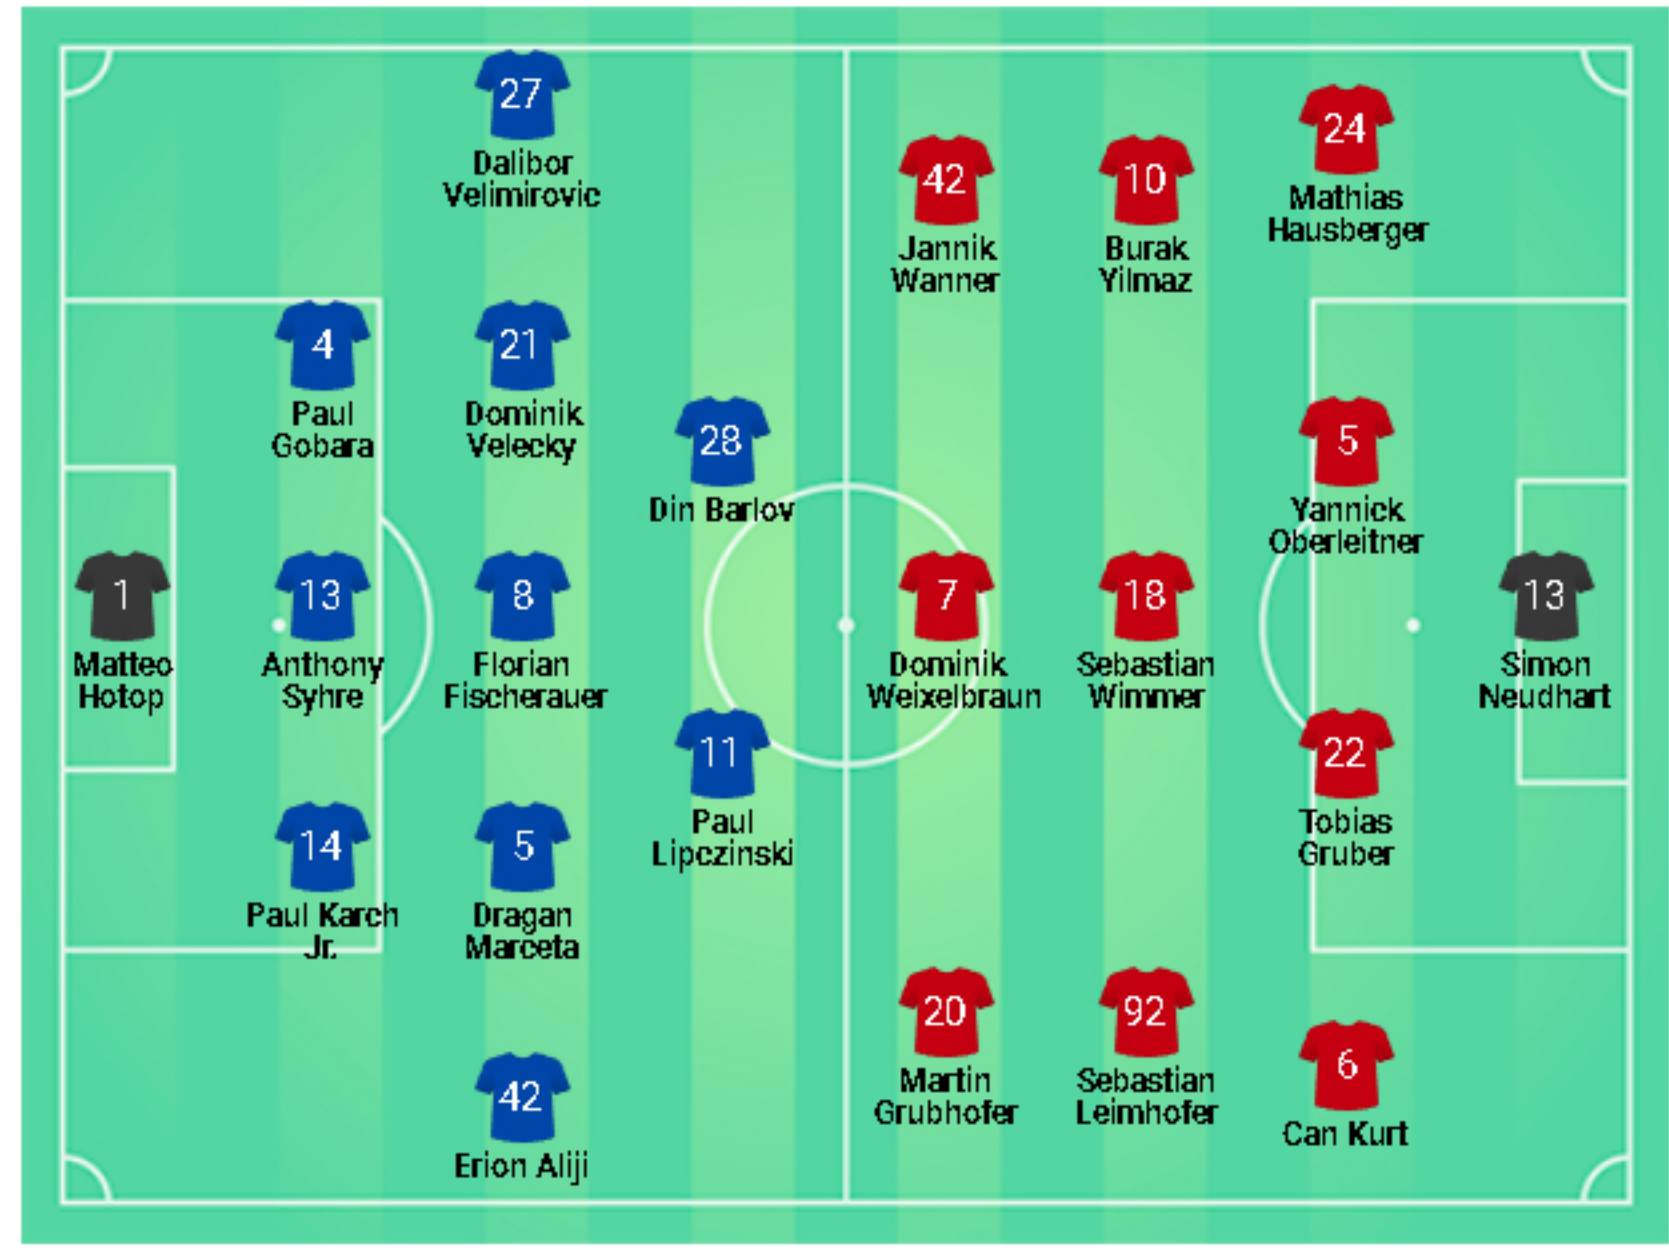 27
Dalibor
Velimirovic
4
Paul
Gobara
21
Dominik
Velecky
28
Din Barlov
1
Matteo
Hotop
13
Anthony
Syhre
8
Florian
Fischerauer
11
Paul
Lipczinski
14
Paul Karch
Jr.
5
Dragan
Marceta
42
Erion Aliji
42
Jannik
Wanner
10
Burak
Yilmaz
24
Mathias
Hausberger
5
Yannick
Oberleitner
7
Dominik
Weixelbraun
18
Sebastian
Wimmer
13
Simon
Neudhart
22
Tobias
Gruber
20
Martin
Grubhofer
92
Sebastian
Leimhofer
6
Can Kurt